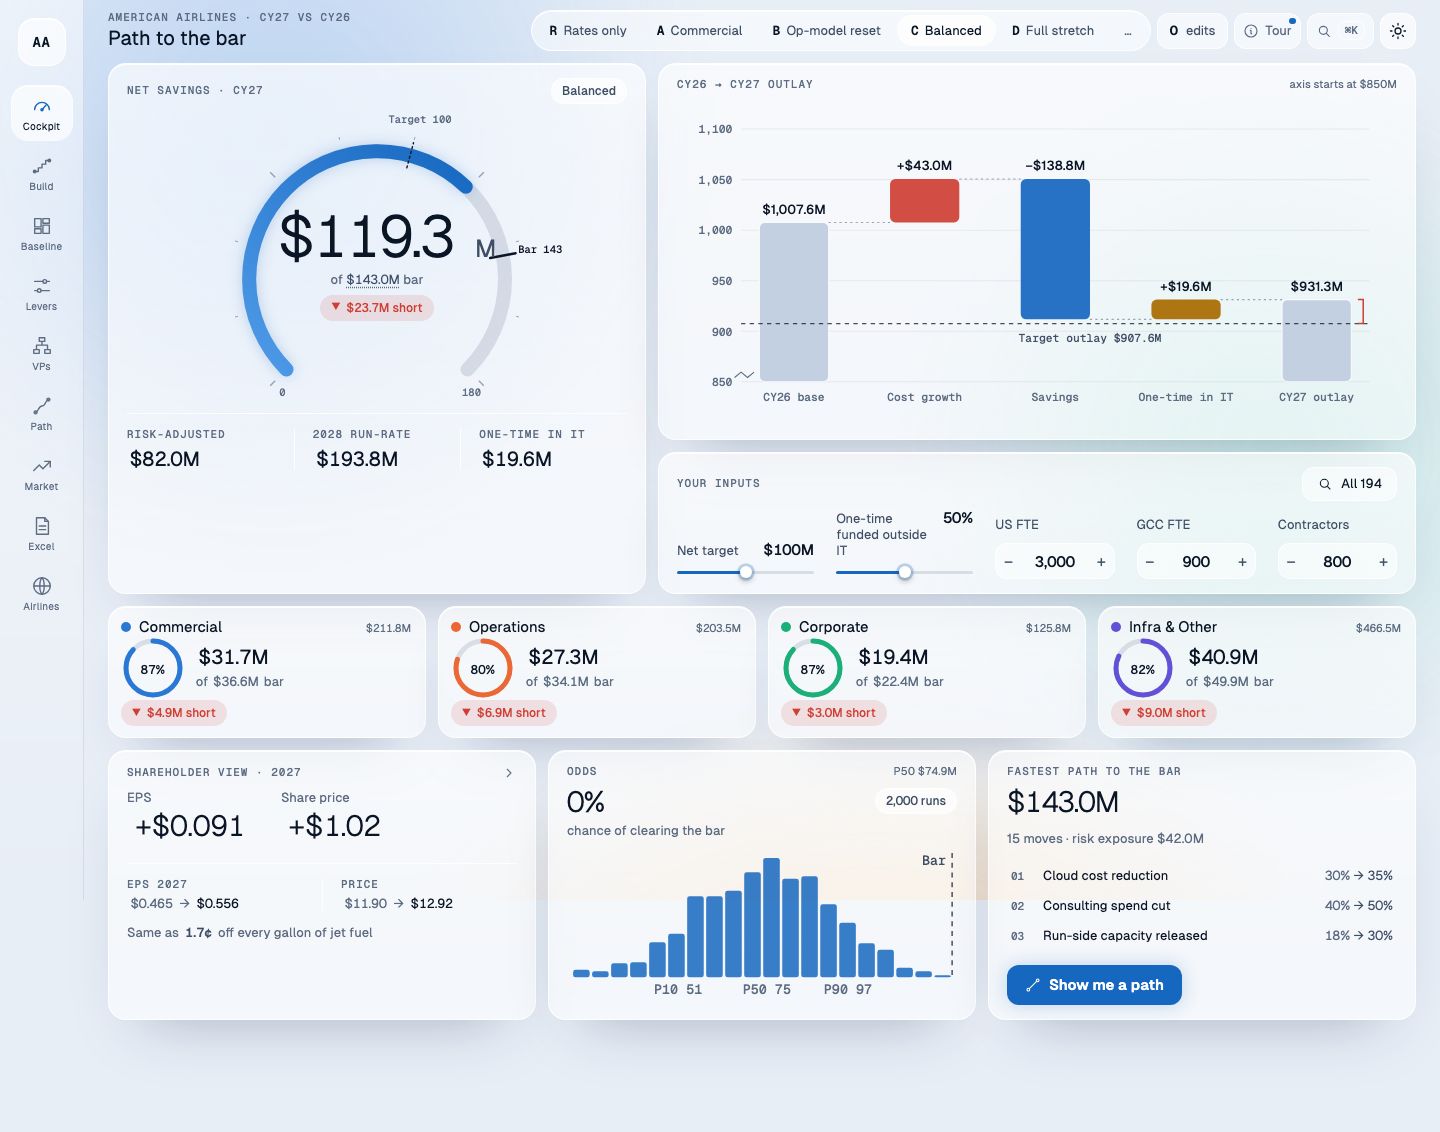 AA
AMERICAN AIRLINES · CY27 VS CY26
Path to the bar
R Rates only
A Commercial
B Op-model reset
C Balanced
D Full stretch
…
O edits
Tour
⌘K
Cockpit
Build
Baseline
Levers
VPs
Path
Market
Excel
Airlines
NET SAVINGS · CY27
Balanced
Target 100
$119.3 M
Bar 143
of $143.0M bar
▼ $23.7M short
0
180
RISK-ADJUSTED
$82.0M
2028 RUN-RATE
$193.8M
ONE-TIME IN IT
$19.6M
CY26 → CY27 OUTLAY
axis starts at $850M
1,100
1,050
1,000
950
900
850
$1,007.6M
+$43.0M
−$138.8M
+$19.6M
$931.3M
Target outlay $907.6M
CY26 base
Cost growth
Savings
One-time in IT
CY27 outlay
YOUR INPUTS
All 194
Net target $100M
One-time funded outside IT 50%
US FTE
− 3,000 +
GCC FTE
− 900 +
Contractors
− 800 +
Commercial $211.8M
87%
$31.7M
of $36.6M bar
▼ $4.9M short
Operations $203.5M
80%
$27.3M
of $34.1M bar
▼ $6.9M short
Corporate $125.8M
87%
$19.4M
of $22.4M bar
▼ $3.0M short
Infra & Other $466.5M
82%
$40.9M
of $49.9M bar
▼ $9.0M short
SHAREHOLDER VIEW · 2027
EPS
+$0.091
Share price
+$1.02
EPS 2027
$0.465 → $0.556
PRICE
$11.90 → $12.92
Same as 1.7¢ off every gallon of jet fuel
ODDS
P50 $74.9M
0%
2,000 runs
chance of clearing the bar
Bar
P10 51
P50 75
P90 97
FASTEST PATH TO THE BAR
$143.0M
15 moves · risk exposure $42.0M
01 Cloud cost reduction 30% → 35%
02 Consulting spend cut 40% → 50%
03 Run-side capacity released 18% → 30%
Show me a path